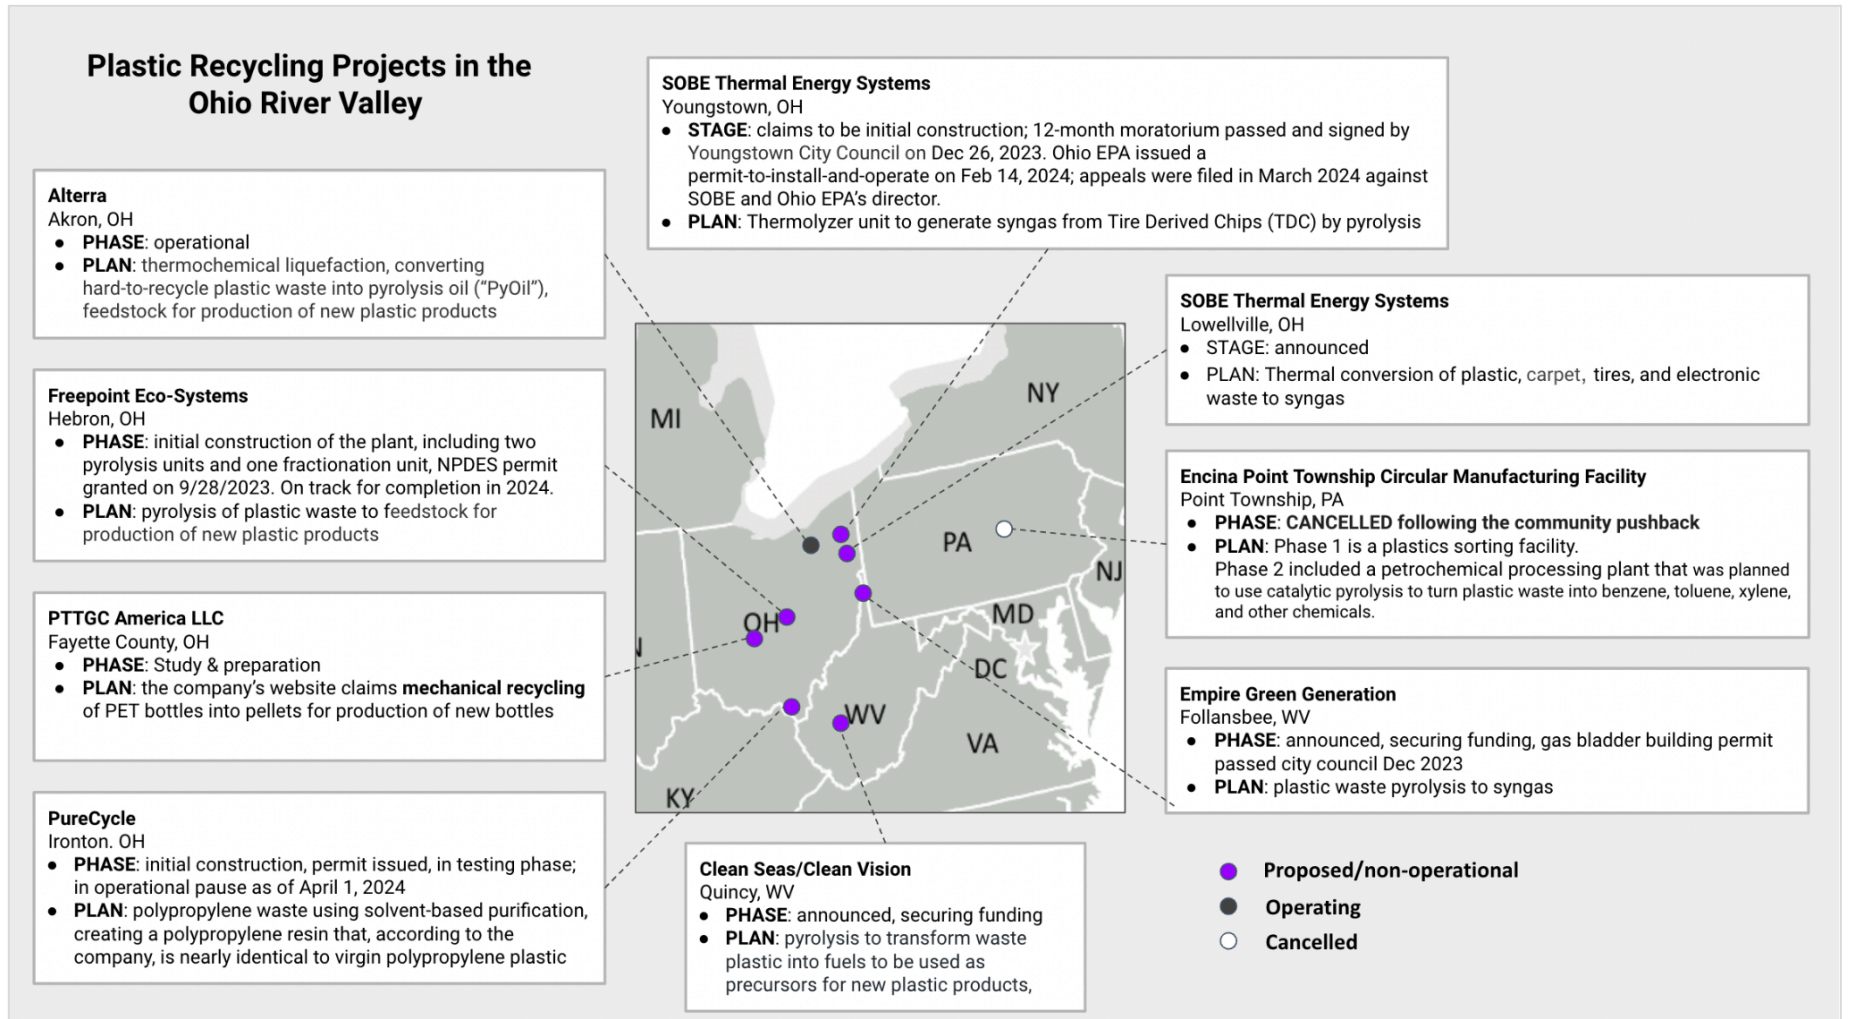 Plastic Recycling Projects in the
Ohio River Valley
SOBE Thermal Energy Systems
Youngstown, OH
● STAGE: claims to be initial construction; 12-month moratorium passed and signed by
Youngstown City Council on Dec 26, 2023. Ohio EPA issued a
permit-to-install-and-operate on Feb 14, 2024; appeals were filed in March 2024 against
SOBE and Ohio EPA’s director.
● PLAN: Thermolyzer unit to generate syngas from Tire Derived Chips (TDC) by pyrolysis
Alterra
Akron, OH
● PHASE: operational
● PLAN: thermochemical liquefaction, converting
hard-to-recycle plastic waste into pyrolysis oil (“PyOil”),
feedstock for production of new plastic products
Freepoint Eco-Systems
Hebron, OH
● PHASE: initial construction of the plant, including two
pyrolysis units and one fractionation unit, NPDES permit
granted on 9/28/2023. On track for completion in 2024.
● PLAN: pyrolysis of plastic waste to feedstock for
production of new plastic products
PTTGC America LLC
Fayette County, OH
● PHASE: Study & preparation
● PLAN: the company’s website claims mechanical recycling
of PET bottles into pellets for production of new bottles
PureCycle
Ironton. OH
● PHASE: initial construction, permit issued, in testing phase;
in operational pause as of April 1, 2024
● PLAN: polypropylene waste using solvent-based purification,
creating a polypropylene resin that, according to the
company, is nearly identical to virgin polypropylene plastic
MI
NY
PA
NJ
OH
MD
N
DC
WV
VA
KY
SOBE Thermal Energy Systems
Lowellville, OH
● STAGE: announced
● PLAN: Thermal conversion of plastic, carpet, tires, and electronic
waste to syngas
Encina Point Township Circular Manufacturing Facility
Point Township, PA
● PHASE: CANCELLED following the community pushback
● PLAN: Phase 1 is a plastics sorting facility.
Phase 2 included a petrochemical processing plant that was planned
to use catalytic pyrolysis to turn plastic waste into benzene, toluene, xylene,
and other chemicals.
Empire Green Generation
Follansbee, WV
● PHASE: announced, securing funding, gas bladder building permit
passed city council Dec 2023
● PLAN: plastic waste pyrolysis to syngas
Clean Seas/Clean Vision
Quincy, WV
● PHASE: announced, securing funding
● PLAN: pyrolysis to transform waste
plastic into fuels to be used as
precursors for new plastic products,
Proposed/non-operational
Operating
Cancelled